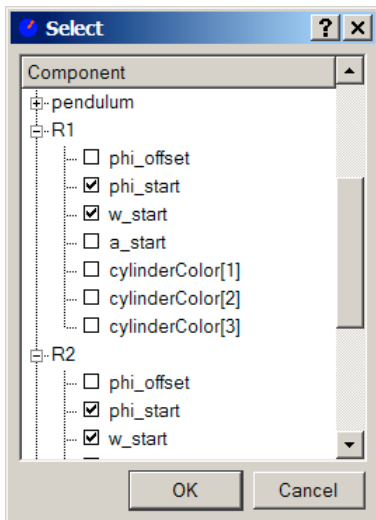 Select
Component
pendulum
R1
phi_offset
phi_start
w_start
a_start
cylinderColor[1]
cylinderColor[2]
cylinderColor[3]
R2
phi_offset
phi_start
w_start
OK Cancel